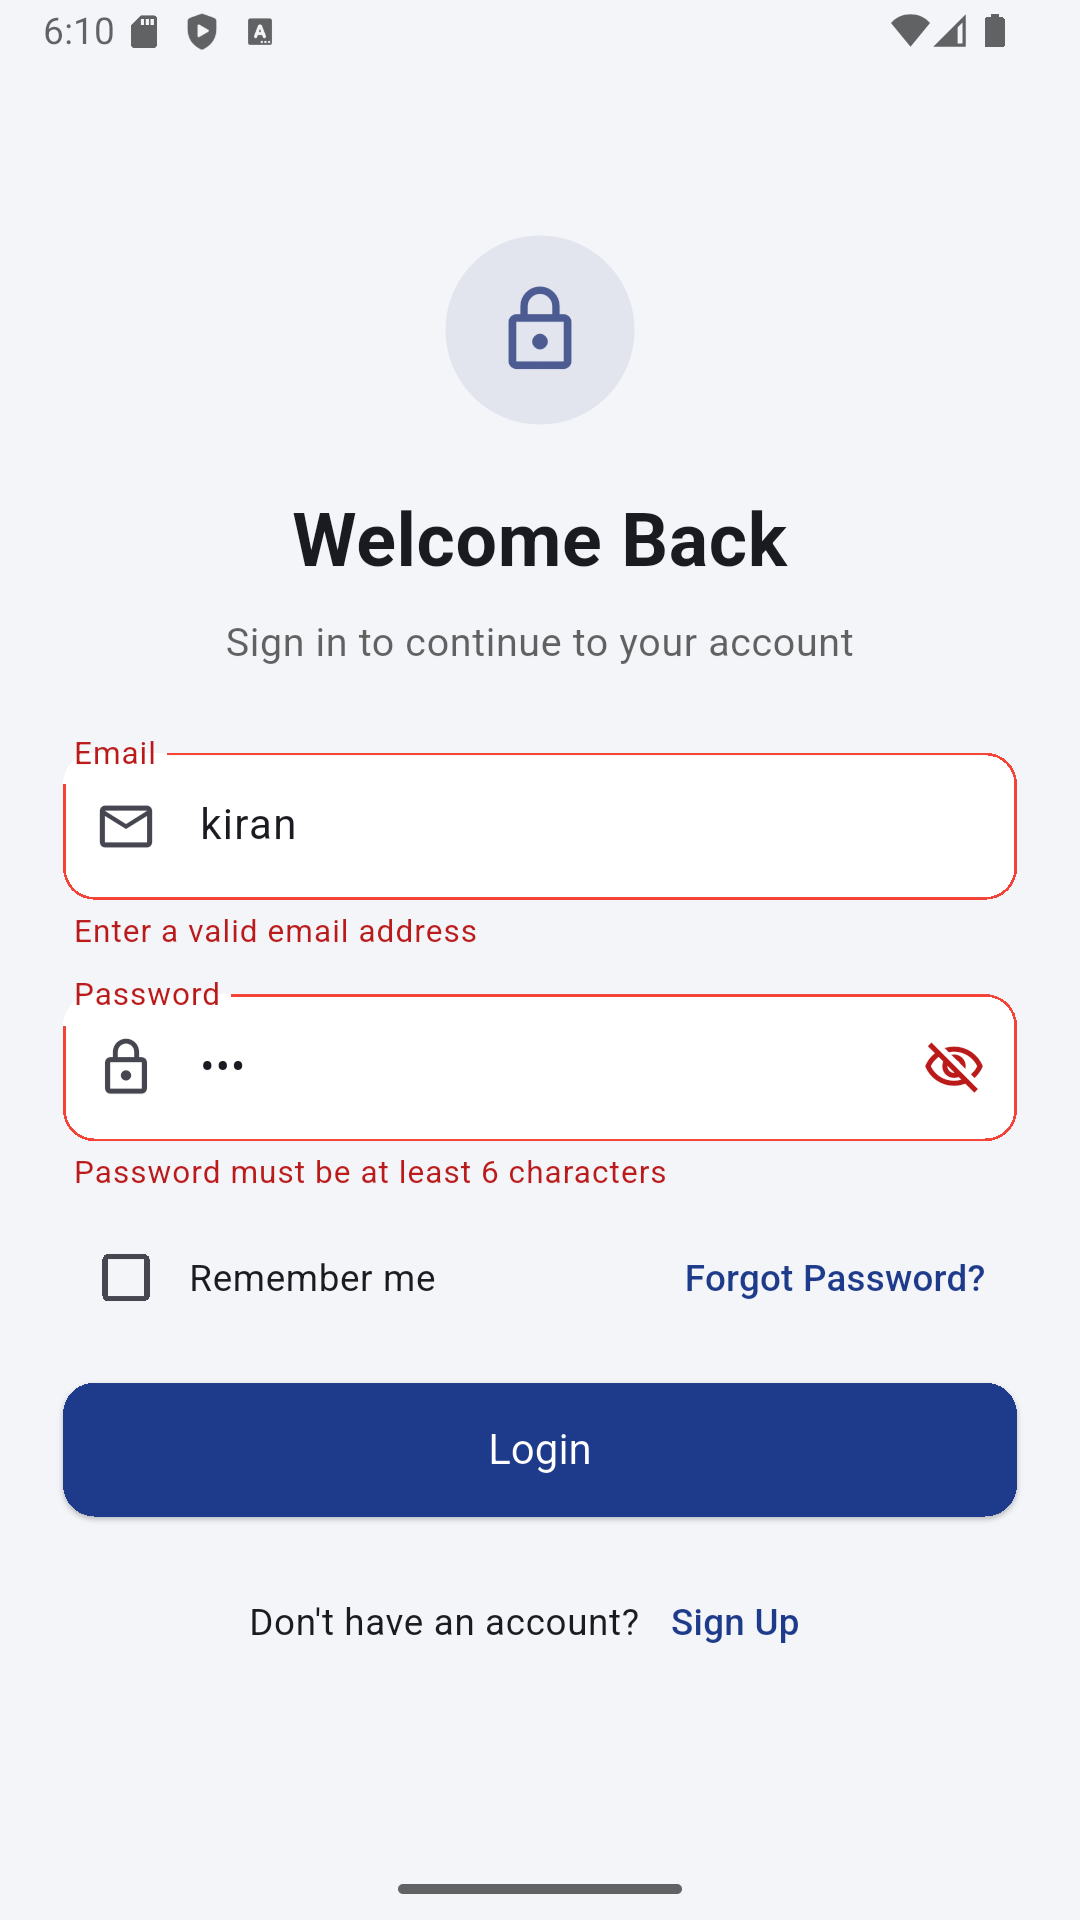 6:10
Welcome Back
Sign in to continue to your account
Email
kiran
Enter a valid email address
Password
•••
Password must be at least 6 characters
Remember me Forgot Password?
Login
Don't have an account? Sign Up